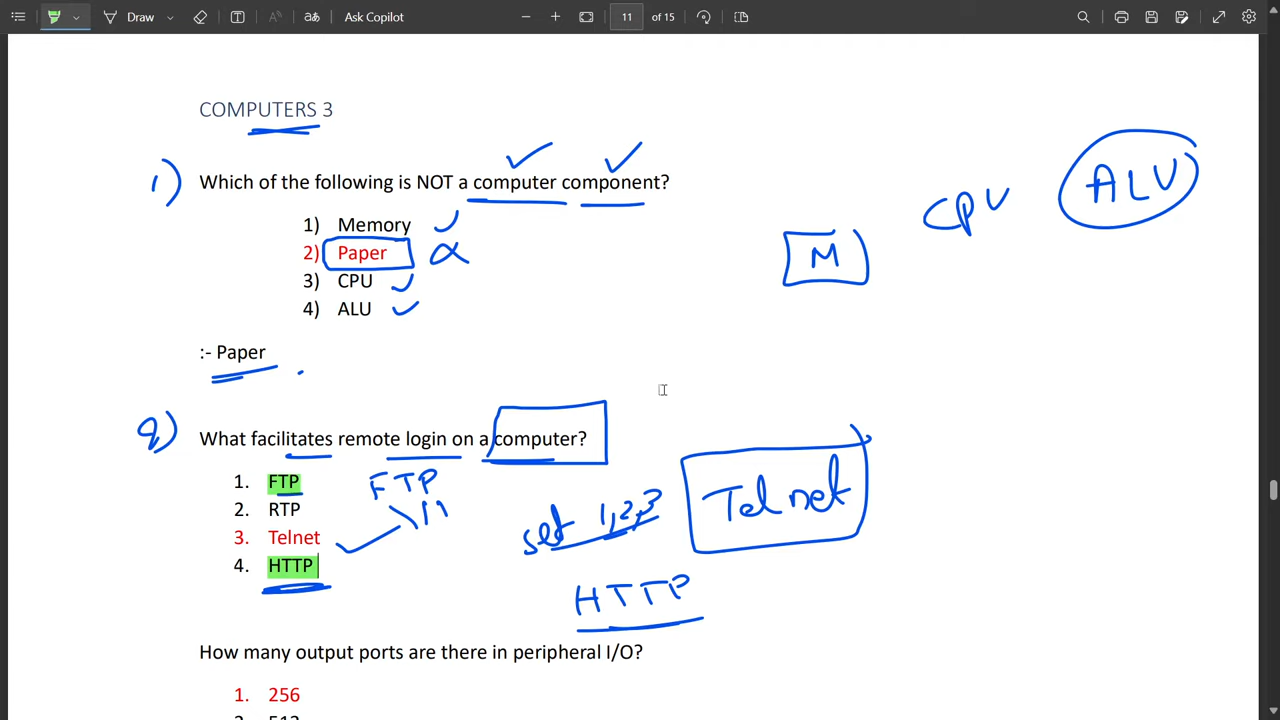 Draw
Ask Copilot
11 of 15
COMPUTERS 3
1) Which of the following is NOT a computer component?
1) Memory
2) Paper
3) CPU
4) ALU
CPU
ALU
M
:- Paper
What facilitates remote login on a computer?
1. FTP
2. RTP
3. Telnet
4. HTTP
FTP
set 1,2,3
Telnet
HTTP
How many output ports are there in peripheral I/O?
1. 256
2. 512